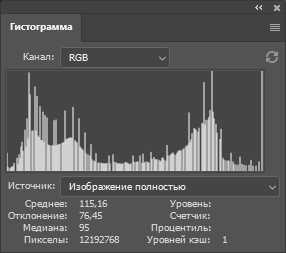 Гистограмма
Канал: RGB
Источник: Изображение полностью
Среднее: 115,16 Уровень:
Отклонение: 76,45 Счетчик:
Медиана: 95 Процентиль:
Пикселы: 12192768 Уровней кэш: 1